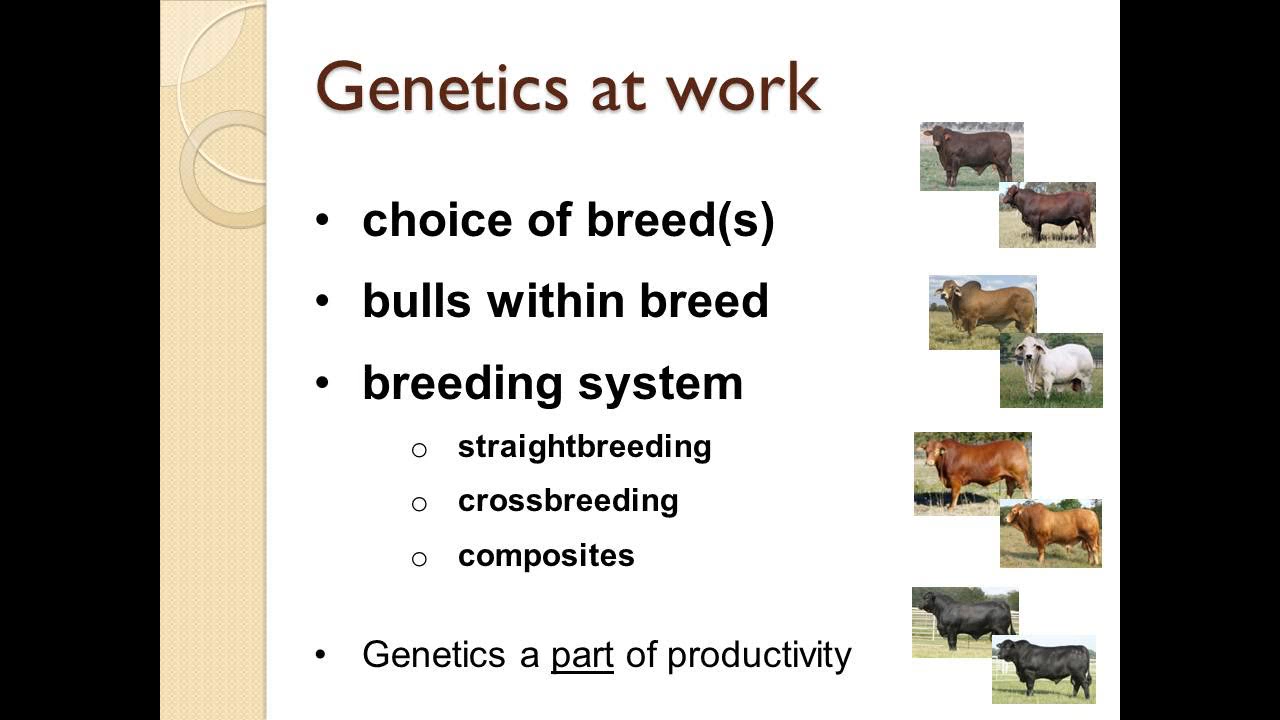 Genetics at work
• choice of breed(s)
• bulls within breed
• breeding system
o straightbreeding
o crossbreeding
o composites
• Genetics a part of productivity